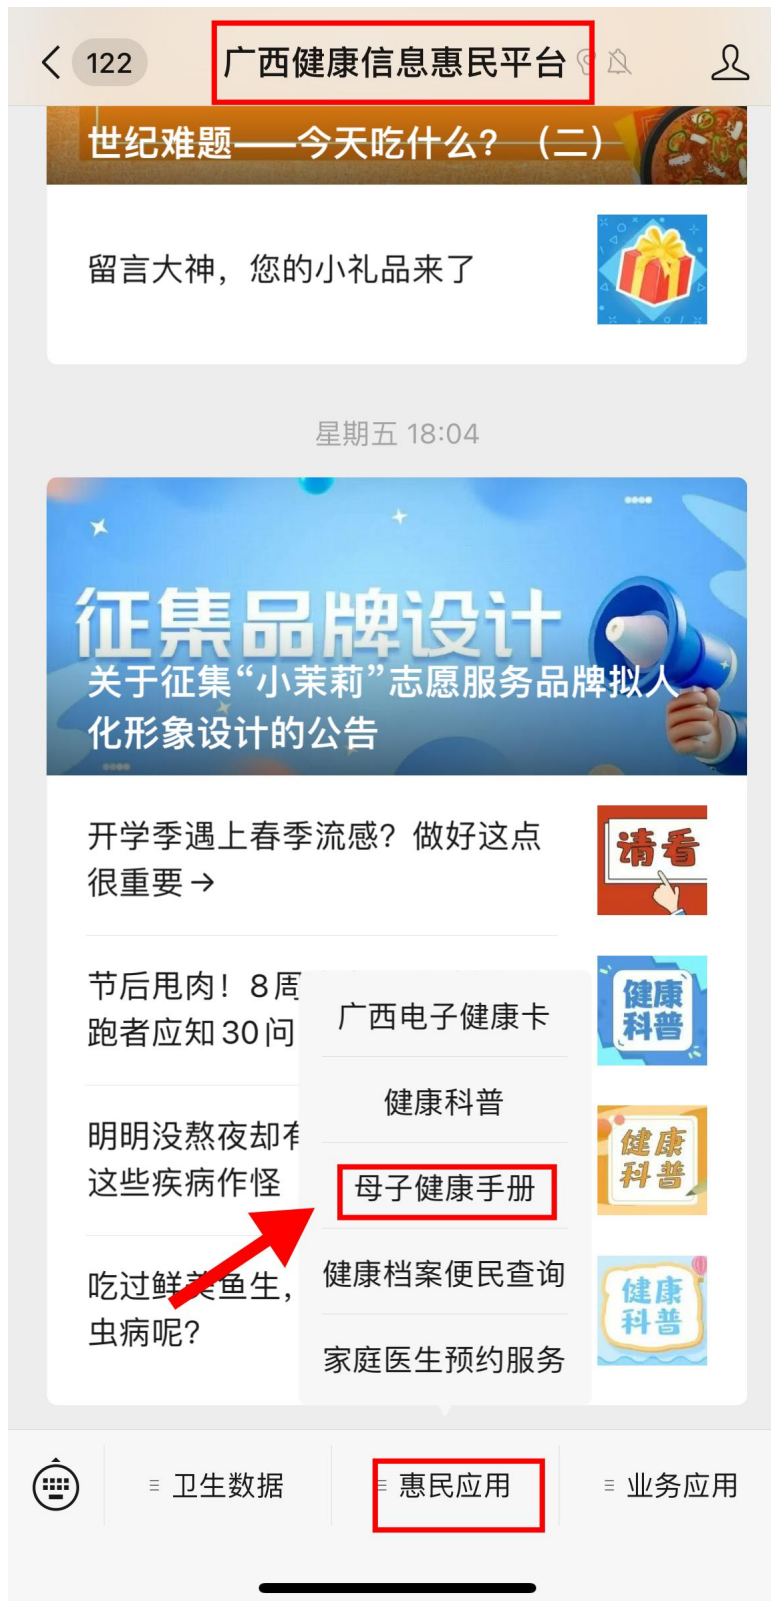 122
广西健康信息惠民平台
世纪难题——今天吃什么？（二）
留言大神，您的小礼品来了
星期五 18:04
征集品牌设计
关于征集“小茉莉”志愿服务品牌拟人
化形象设计的公告
开学季遇上春季流感？做好这点
很重要→
请看
节后甩肉！8周
跑者应知30问
健康
科普
明明没熬夜却有
这些疾病作怪
健康
科普
吃过鲜美鱼生，
虫病呢？
健康
科普
广西电子健康卡
健康科普
母子健康手册
健康档案便民查询
家庭医生预约服务
卫生数据
惠民应用
业务应用